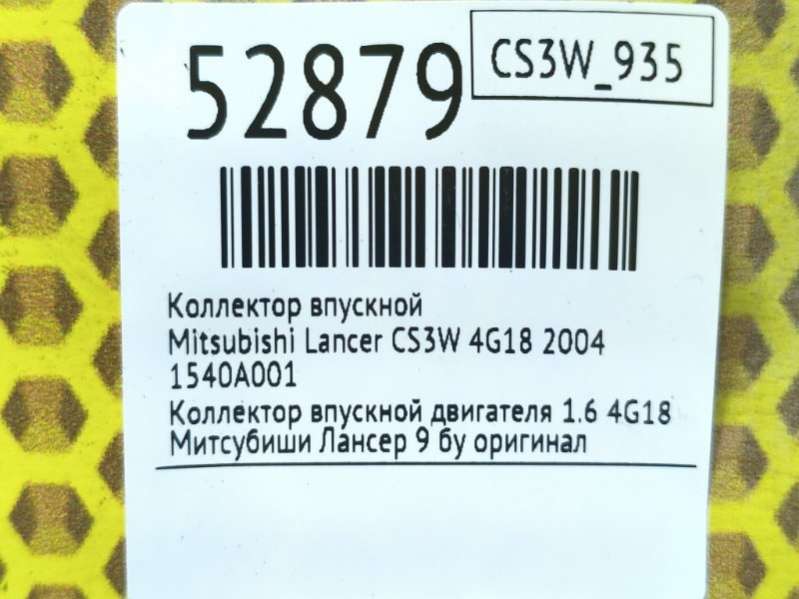 52879
CS3W_935
Коллектор впускной
Mitsubishi Lancer CS3W 4G18 2004
1540A001
Коллектор впускной двигателя 1.6 4G18
Митсубиши Лансер 9 бу оригинал